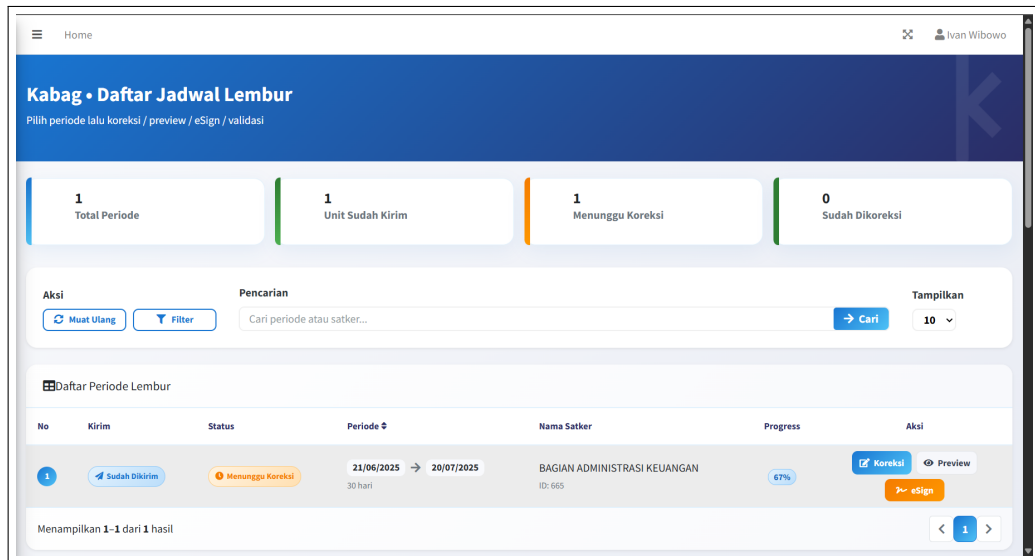 Home
Ivan Wibowo
Kabag • Daftar Jadwal Lembur
Pilih periode lalu koreksi / preview / eSign / validasi
k
1
Total Periode
1
Unit Sudah Kirim
1
Menunggu Koreksi
0
Sudah Dikoreksi
Aksi
Muat Ulang
Filter
Pencarian
Cari periode atau satker...
Cari
Tampilkan
10
Daftar Periode Lembur
No Kirim Status Periode Nama Satker Progress Aksi
1 Sudah Dikirim Menunggu Koreksi 21/06/2025 → 20/07/2025 BAGIAN ADMINISTRASI KEUANGAN 67% Koreksi Preview
30 hari ID: 665 eSign
Menampilkan 1–1 dari 1 hasil
1